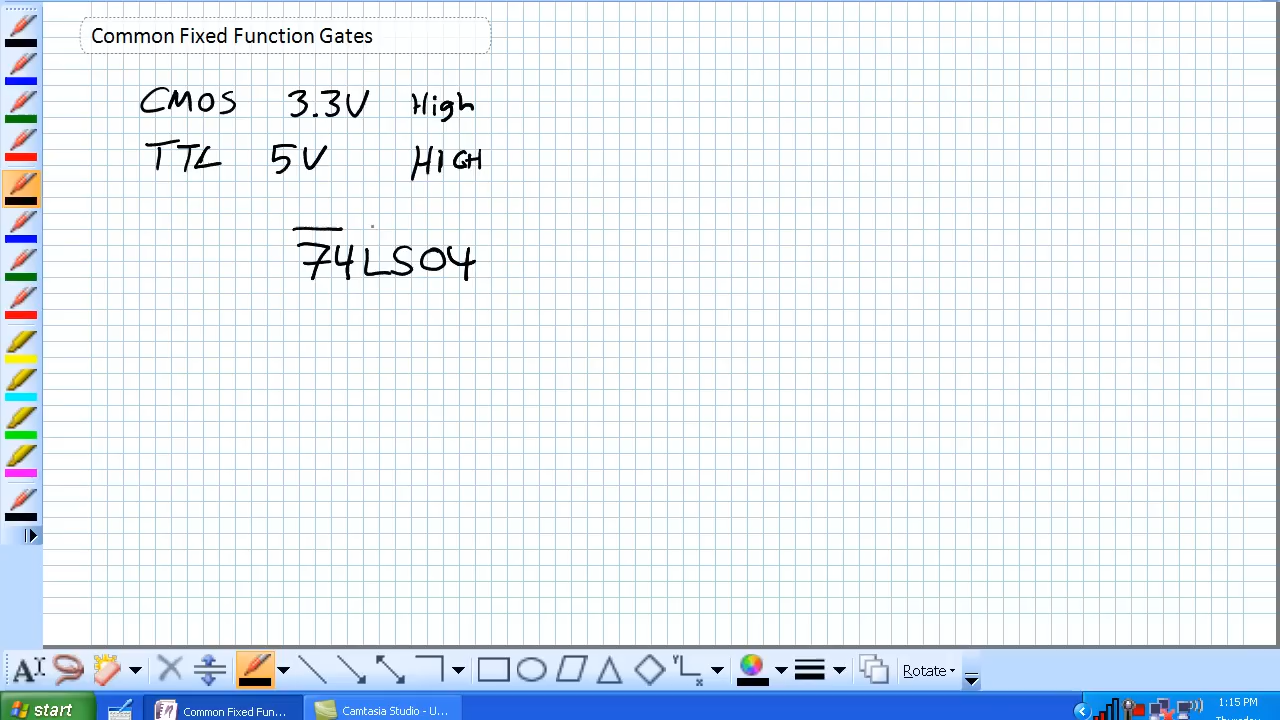 Common Fixed Function Gates
CMOS 3.3V High
TTL 5V HIGH
74LS04
Rotate
start
Common Fixed Fun...
Camtasia Studio - U...
1:15 PM
Thursday